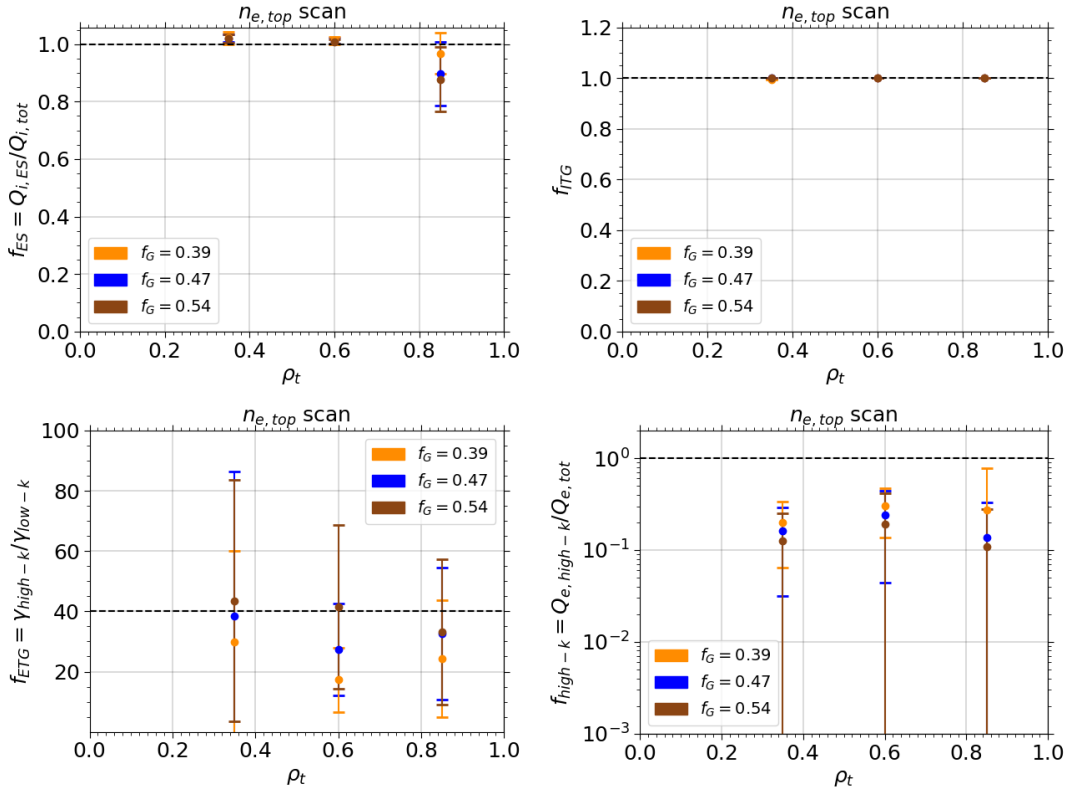 n_{e,top} scan
f_{ES} = Q_{i,ES}/Q_{i,tot}
1.0
0.8
0.6
0.4
0.2
0.0
f_G = 0.39
f_G = 0.47
f_G = 0.54
0.0 0.2 0.4 0.6 0.8 1.0
ρ_t
n_{e,top} scan
f_{ITG}
1.2
1.0
0.8
0.6
0.4
0.2
0.0
f_G = 0.39
f_G = 0.47
f_G = 0.54
0.0 0.2 0.4 0.6 0.8 1.0
ρ_t
n_{e,top} scan
f_{ETG} = γ_{high-k}/γ_{low-k}
100
80
60
40
20
f_G = 0.39
f_G = 0.47
f_G = 0.54
0.0 0.2 0.4 0.6 0.8 1.0
ρ_t
n_{e,top} scan
f_{high-k} = Q_{e,high-k}/Q_{e,tot}
10^0
10^{-1}
10^{-2}
10^{-3}
f_G = 0.39
f_G = 0.47
f_G = 0.54
0.0 0.2 0.4 0.6 0.8 1.0
ρ_t